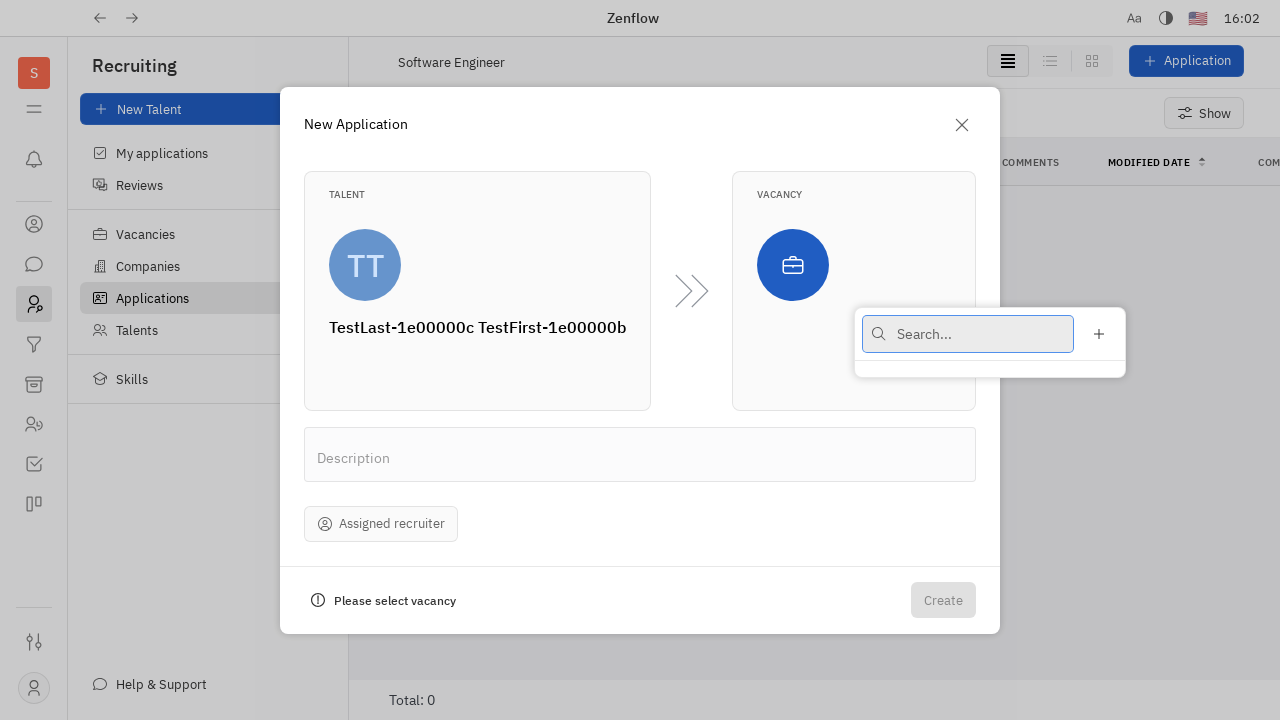 Zenflow
Aa
16:02
S
Recruiting
Software Engineer
Application
New Talent
Show
New Application
My applications
COMMENTS
MODIFIED DATE
COM
Reviews
TALENT
VACANCY
Vacancies
TT
Companies
Applications
TestLast-1e00000c TestFirst-1e00000b
Talents
Search...
Skills
Description
Assigned recruiter
Please select vacancy
Create
Help & Support
Total: 0